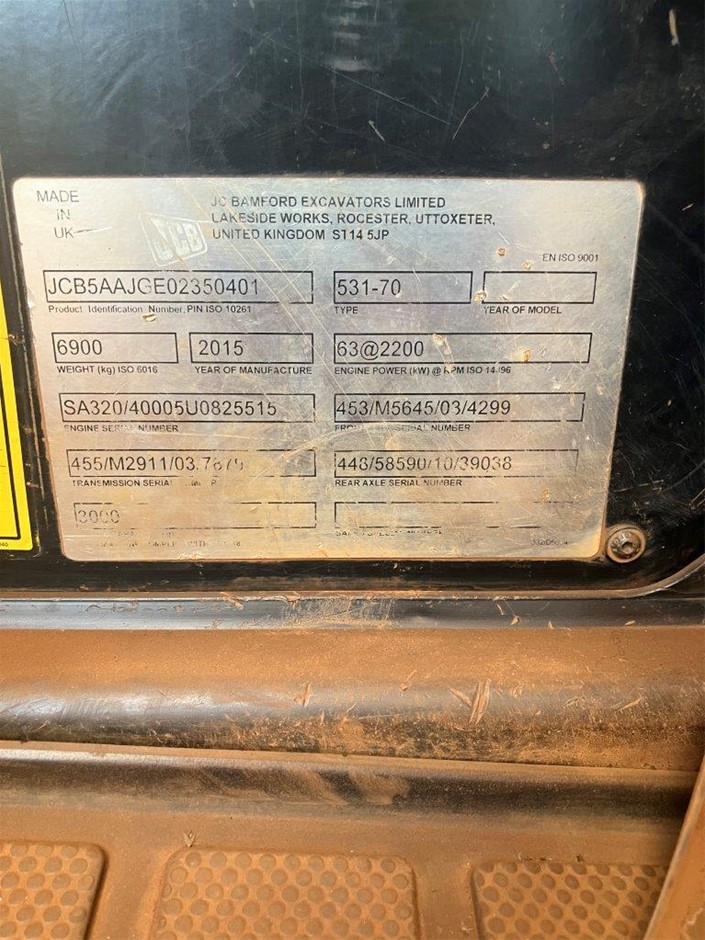 MADE
IN
UK
JCB
JC BAMFORD EXCAVATORS LIMITED
LAKESIDE WORKS, ROCESTER, UTTOXETER,
UNITED KINGDOM ST14 5JP
EN ISO 9001
JCB5AAJGE02350401 531-70
Product Identification Number, PIN ISO 10261 TYPE YEAR OF MODEL
6900 2015 63@2200
WEIGHT (kg) ISO 6016 YEAR OF MANUFACTURE ENGINE POWER (kW) @ RPM ISO
SA320/40005U0825515 453/M5645/03/4299
ENGINE SERIAL NUMBER SERIAL NUMBER
455/M2911/03 448/58590/10/39038
TRANSMISSION SERIAL REAR AXLE SERIAL NUMBER
3000